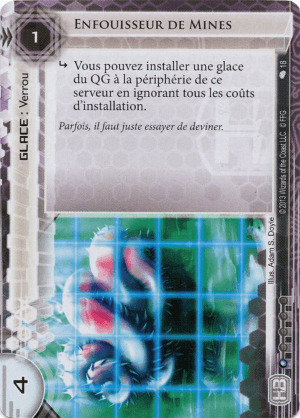 1
ENFOUISSEUR DE MINES
GLACE : Verrou
↳ Vous pouvez installer une glace
du QG à la périphérie de ce
serveur en ignorant tous les coûts
d'installation.
Parfois, il faut juste essayer de deviner.
18
© 2013 Wizards of the Coast LLC. © FFG
Illus. Adam S. Doyle
4
HB